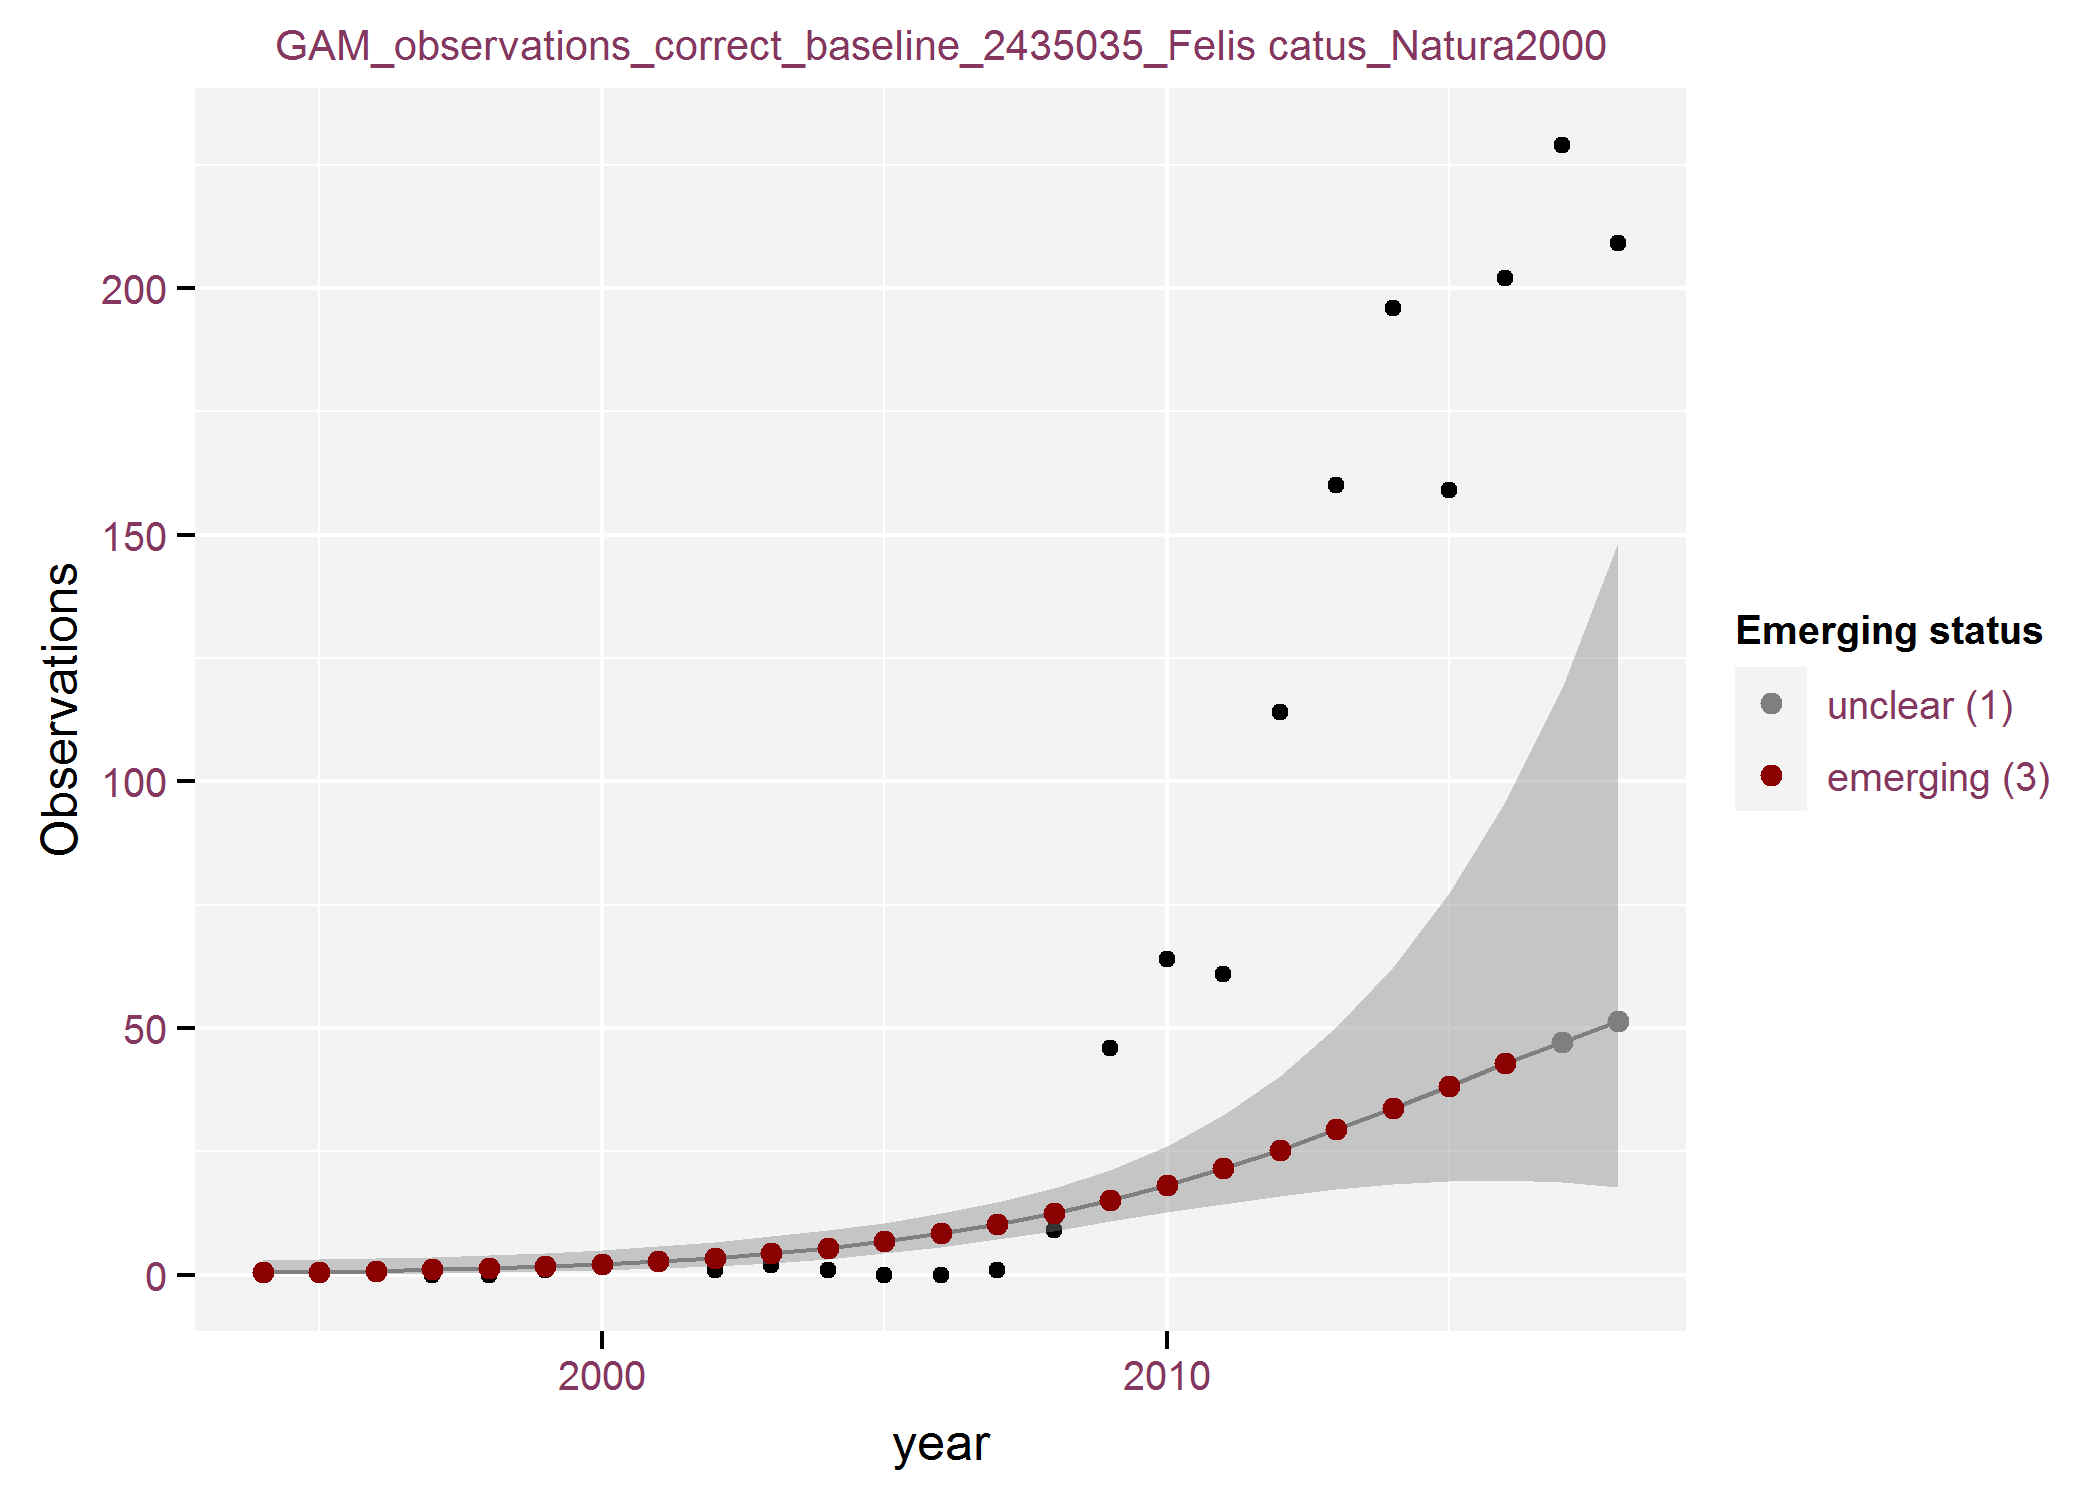 GAM_observations_correct_baseline_2435035_Felis catus_Natura2000
Observations
200
150
100
50
0
2000
2010
year
Emerging status
unclear (1)
emerging (3)